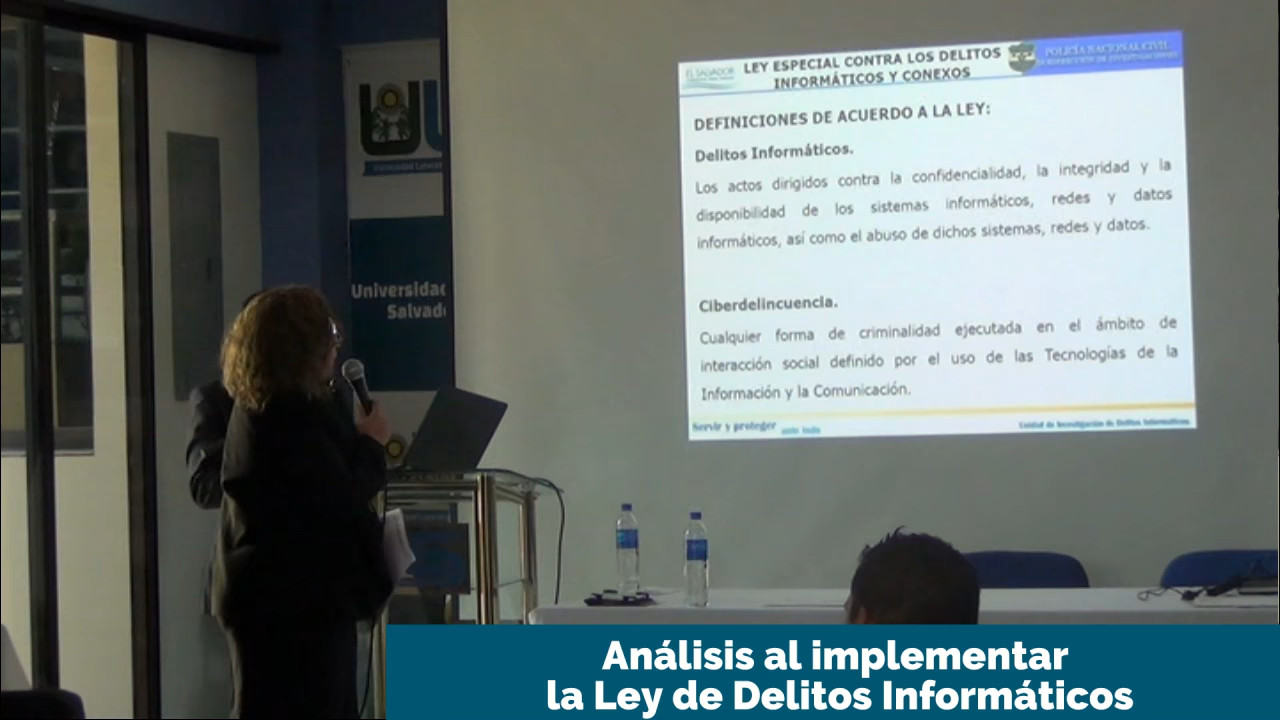 EL SALVADOR
LEY ESPECIAL CONTRA LOS DELITOS
INFORMÁTICOS Y CONEXOS
POLICÍA NACIONAL CIVIL
DEFINICIONES DE ACUERDO A LA LEY:
Delitos Informáticos.
Los actos dirigidos contra la confidencialidad, la integridad y la
disponibilidad de los sistemas informáticos, redes y datos
informáticos, así como el abuso de dichos sistemas, redes y datos.
Ciberdelincuencia.
Cualquier forma de criminalidad ejecutada en el ámbito de
interacción social definido por el uso de las Tecnologías de la
Información y la Comunicación.
Servir y proteger
Unidad de Investigación de Delitos Informáticos
Universidad
Salvado
Análisis al implementar
la Ley de Delitos Informáticos